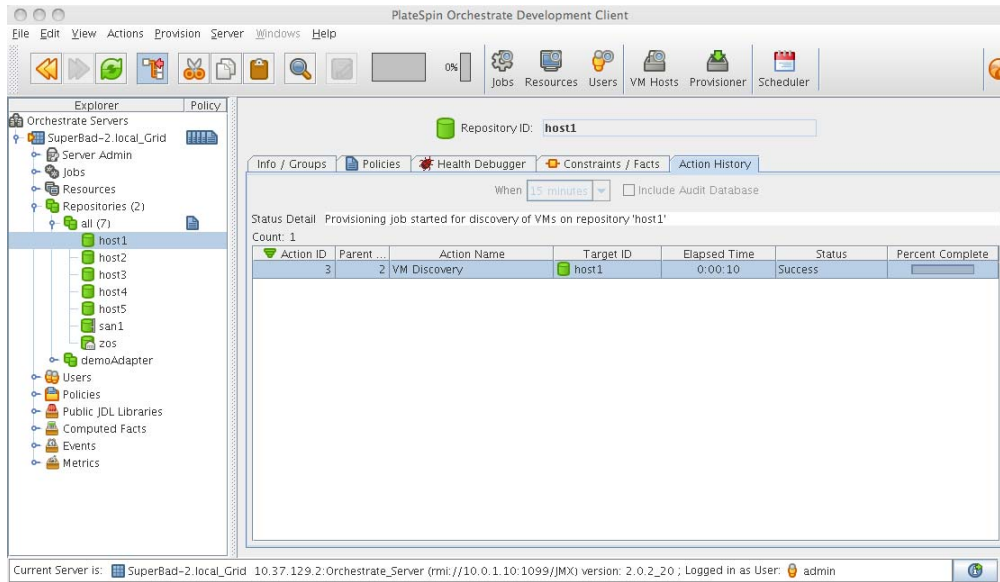 PlateSpin Orchestrate Development Client
File Edit View Actions Provision Server Windows Help
0% Jobs Resources Users VM Hosts Provisioner Scheduler
Explorer Policy
Orchestrate Servers
SuperBad-2.local_Grid
Server Admin
Jobs
Resources
Repositories (2)
all (7)
host1
host2
host3
host4
host5
san1
zos
demoAdapter
Users
Policies
Public JDL Libraries
Computed Facts
Events
Metrics
Repository ID: host1
Info / Groups Policies Health Debugger Constraints / Facts Action History
When 15 minutes Include Audit Database
Status Detail Provisioning job started for discovery of VMs on repository 'host1'
Count: 1
Action ID Parent ... Action Name Target ID Elapsed Time Status Percent Complete
3 2 VM Discovery host1 0:00:10 Success
Current Server is: SuperBad-2.local_Grid 10.37.129.2:Orchestrate_Server (rmi://10.0.1.10:1099/JMX) version: 2.0.2_20 ; Logged in as User: admin